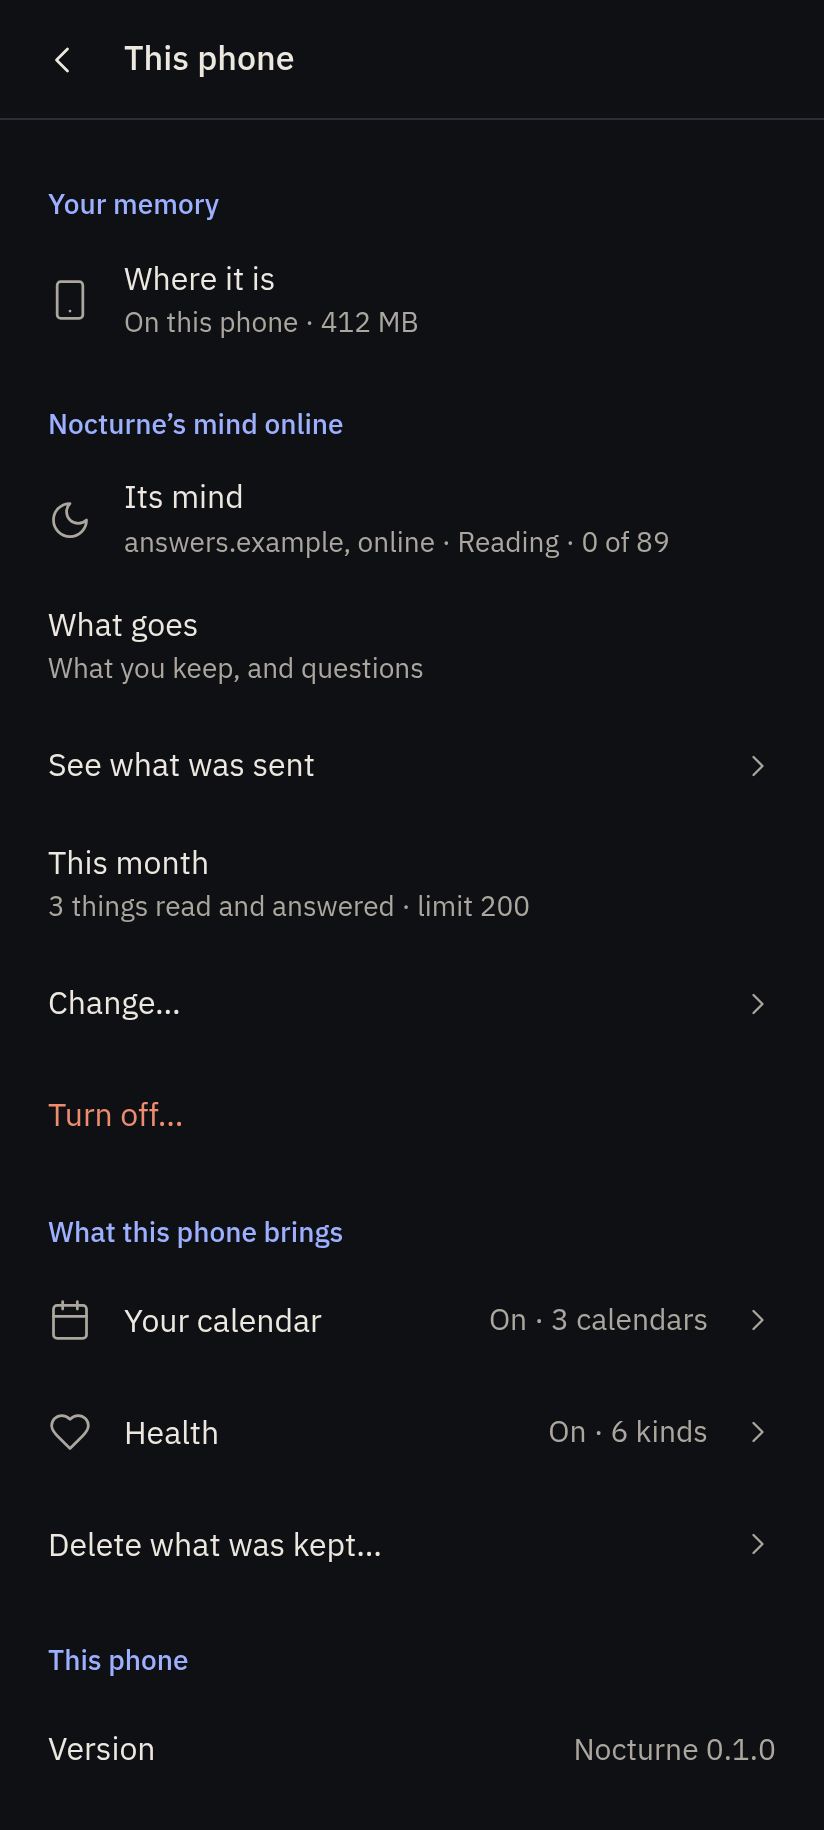 This phone
Your memory
Where it is
On this phone · 412 MB
Nocturne’s mind online
Its mind
answers.example, online · Reading · 0 of 89
What goes
What you keep, and questions
See what was sent
This month
3 things read and answered · limit 200
Change…
Turn off…
What this phone brings
Your calendar On · 3 calendars
Health On · 6 kinds
Delete what was kept…
This phone
Version Nocturne 0.1.0